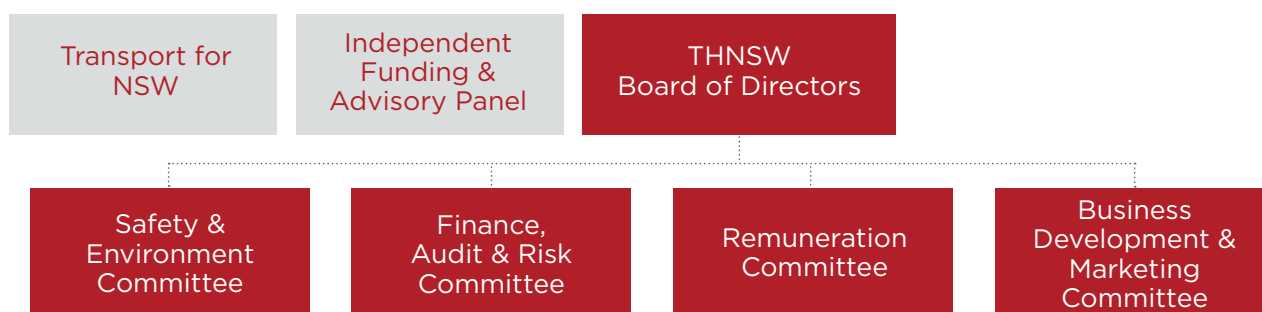 Transport for
NSW
Independent
Funding &
Advisory Panel
THNSW
Board of Directors
Safety &
Environment
Committee
Finance,
Audit & Risk
Committee
Remuneration
Committee
Business
Development &
Marketing
Committee